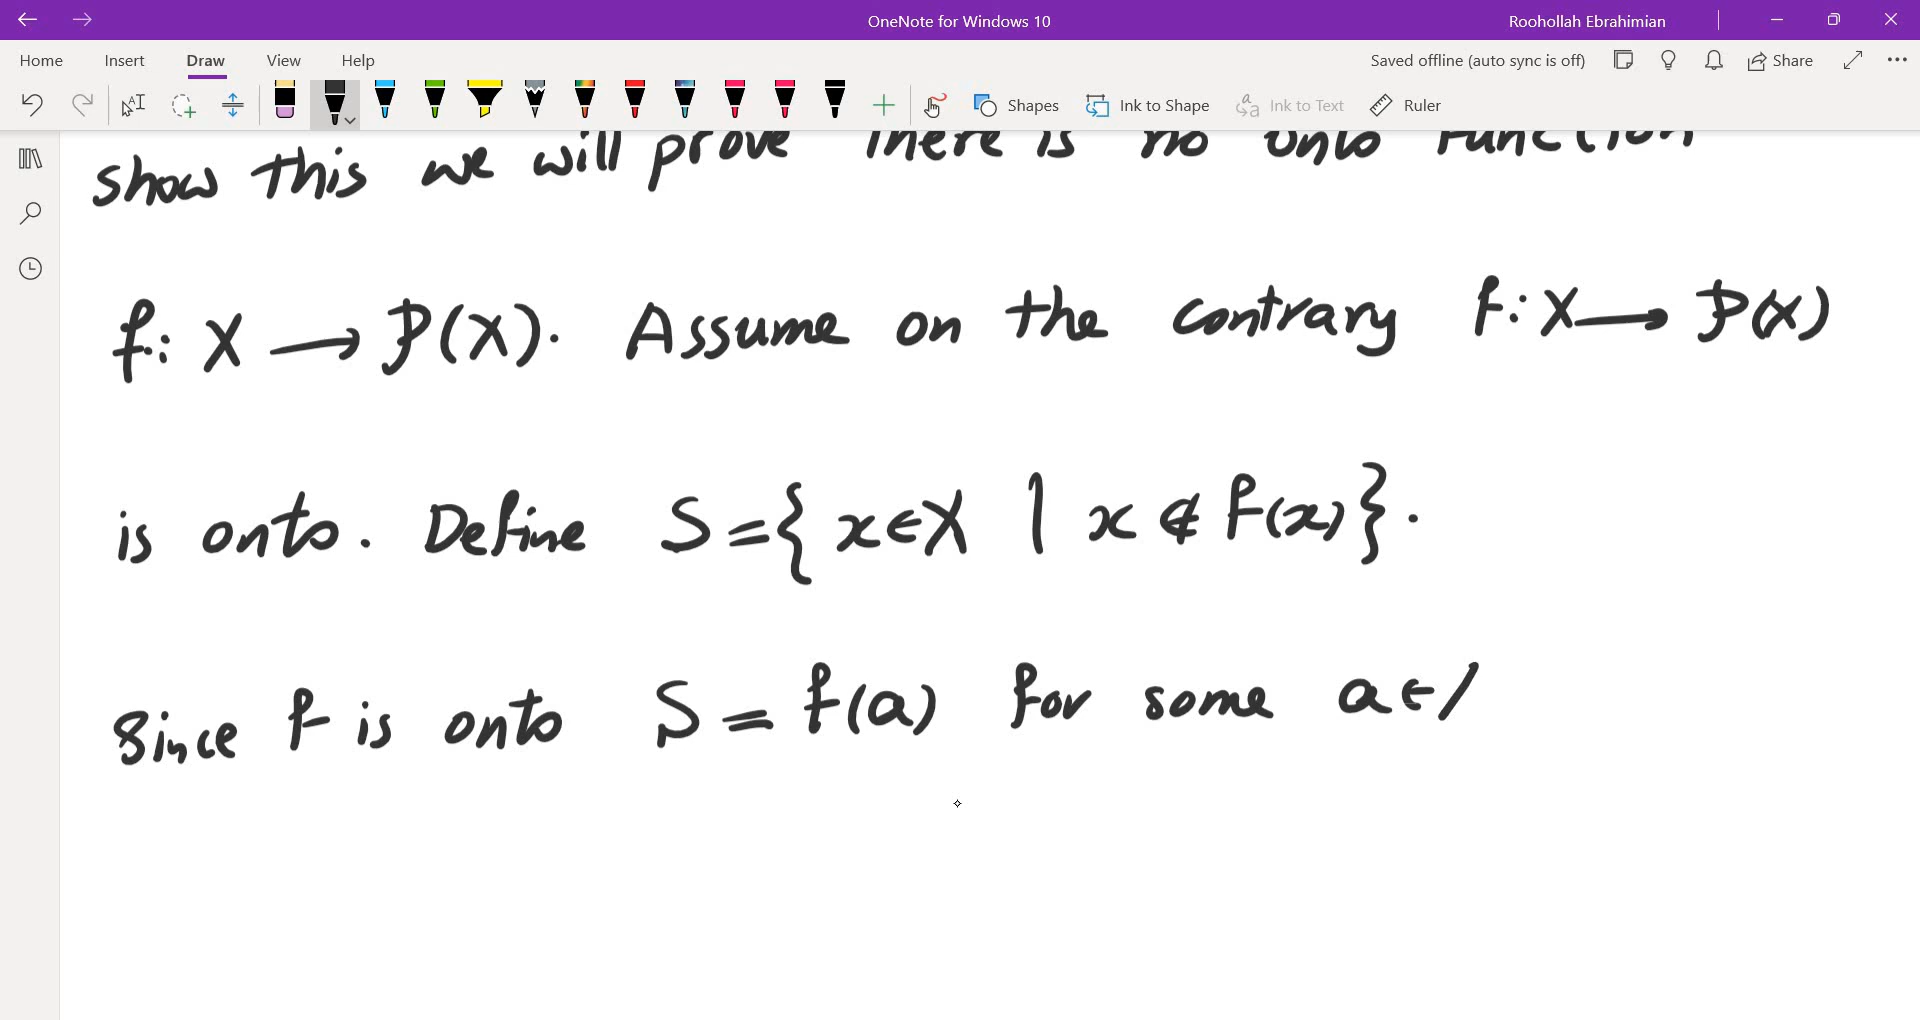 OneNote for Windows 10
Roohollah Ebrahimian
Home Insert Draw View Help
Saved offline (auto sync is off) Share
Shapes Ink to Shape Ink to Text Ruler
show this we will prove there is no onto function
f: X → P(X). Assume on the contrary f: X → P(X)
is onto. Define S = { x ∈ X | x ∉ f(x) }.
Since f is onto S = f(a) for some a ∈